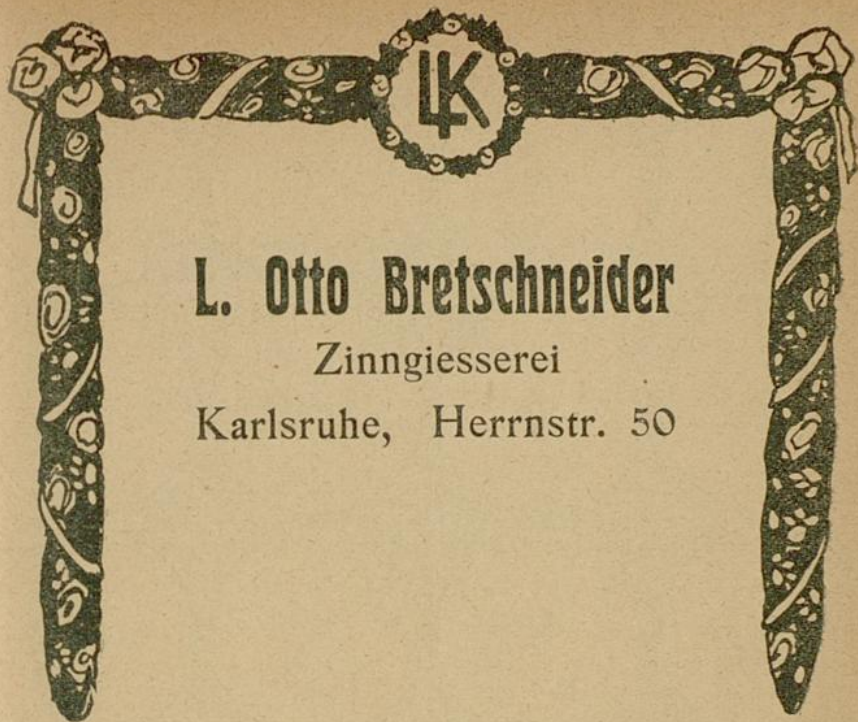 LK
L. Otto Bretschneider
Zinngiesserei
Karlsruhe, Herrnstr. 50